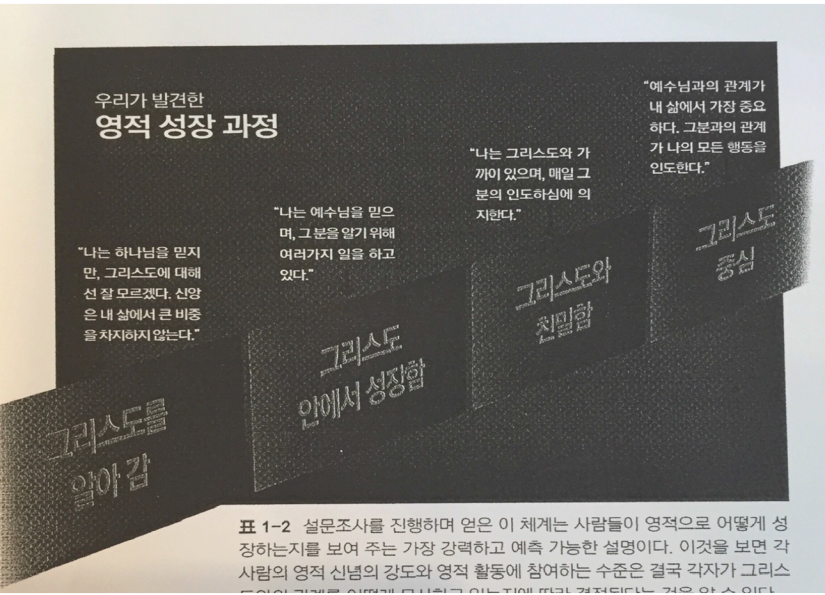 우리가 발견한
영적 성장 과정
“나는 하나님을 믿지
만, 그리스도에 대해
선 잘 모르겠다. 신앙
은 내 삶에서 큰 비중
을 차지하지 않는다.”
“나는 예수님을 믿으
며, 그 분을 알기 위해
여러가지 일을 하고
있다.”
“나는 그리스도와 가
까이 있으며, 매일 그
분의 인도하심에 의
지한다.”
“예수님과의 관계가
내 삶에서 가장 중요
하다. 그분과의 관계
가 나의 모든 행동을
인도한다.”
그리스도를
알아 감
그리스도
안에서 성장함
그리스도와
친밀함
그리스도
중심
표 1-2 설문조사를 진행하며 얻은 이 체계는 사람들이 영적으로 어떻게 성
장하는지를 보여 주는 가장 강력하고 예측 가능한 설명이다. 이것을 보면 각
사람의 영적 신념의 강도와 영적 활동에 참여하는 수준은 결국 각자가 그리스